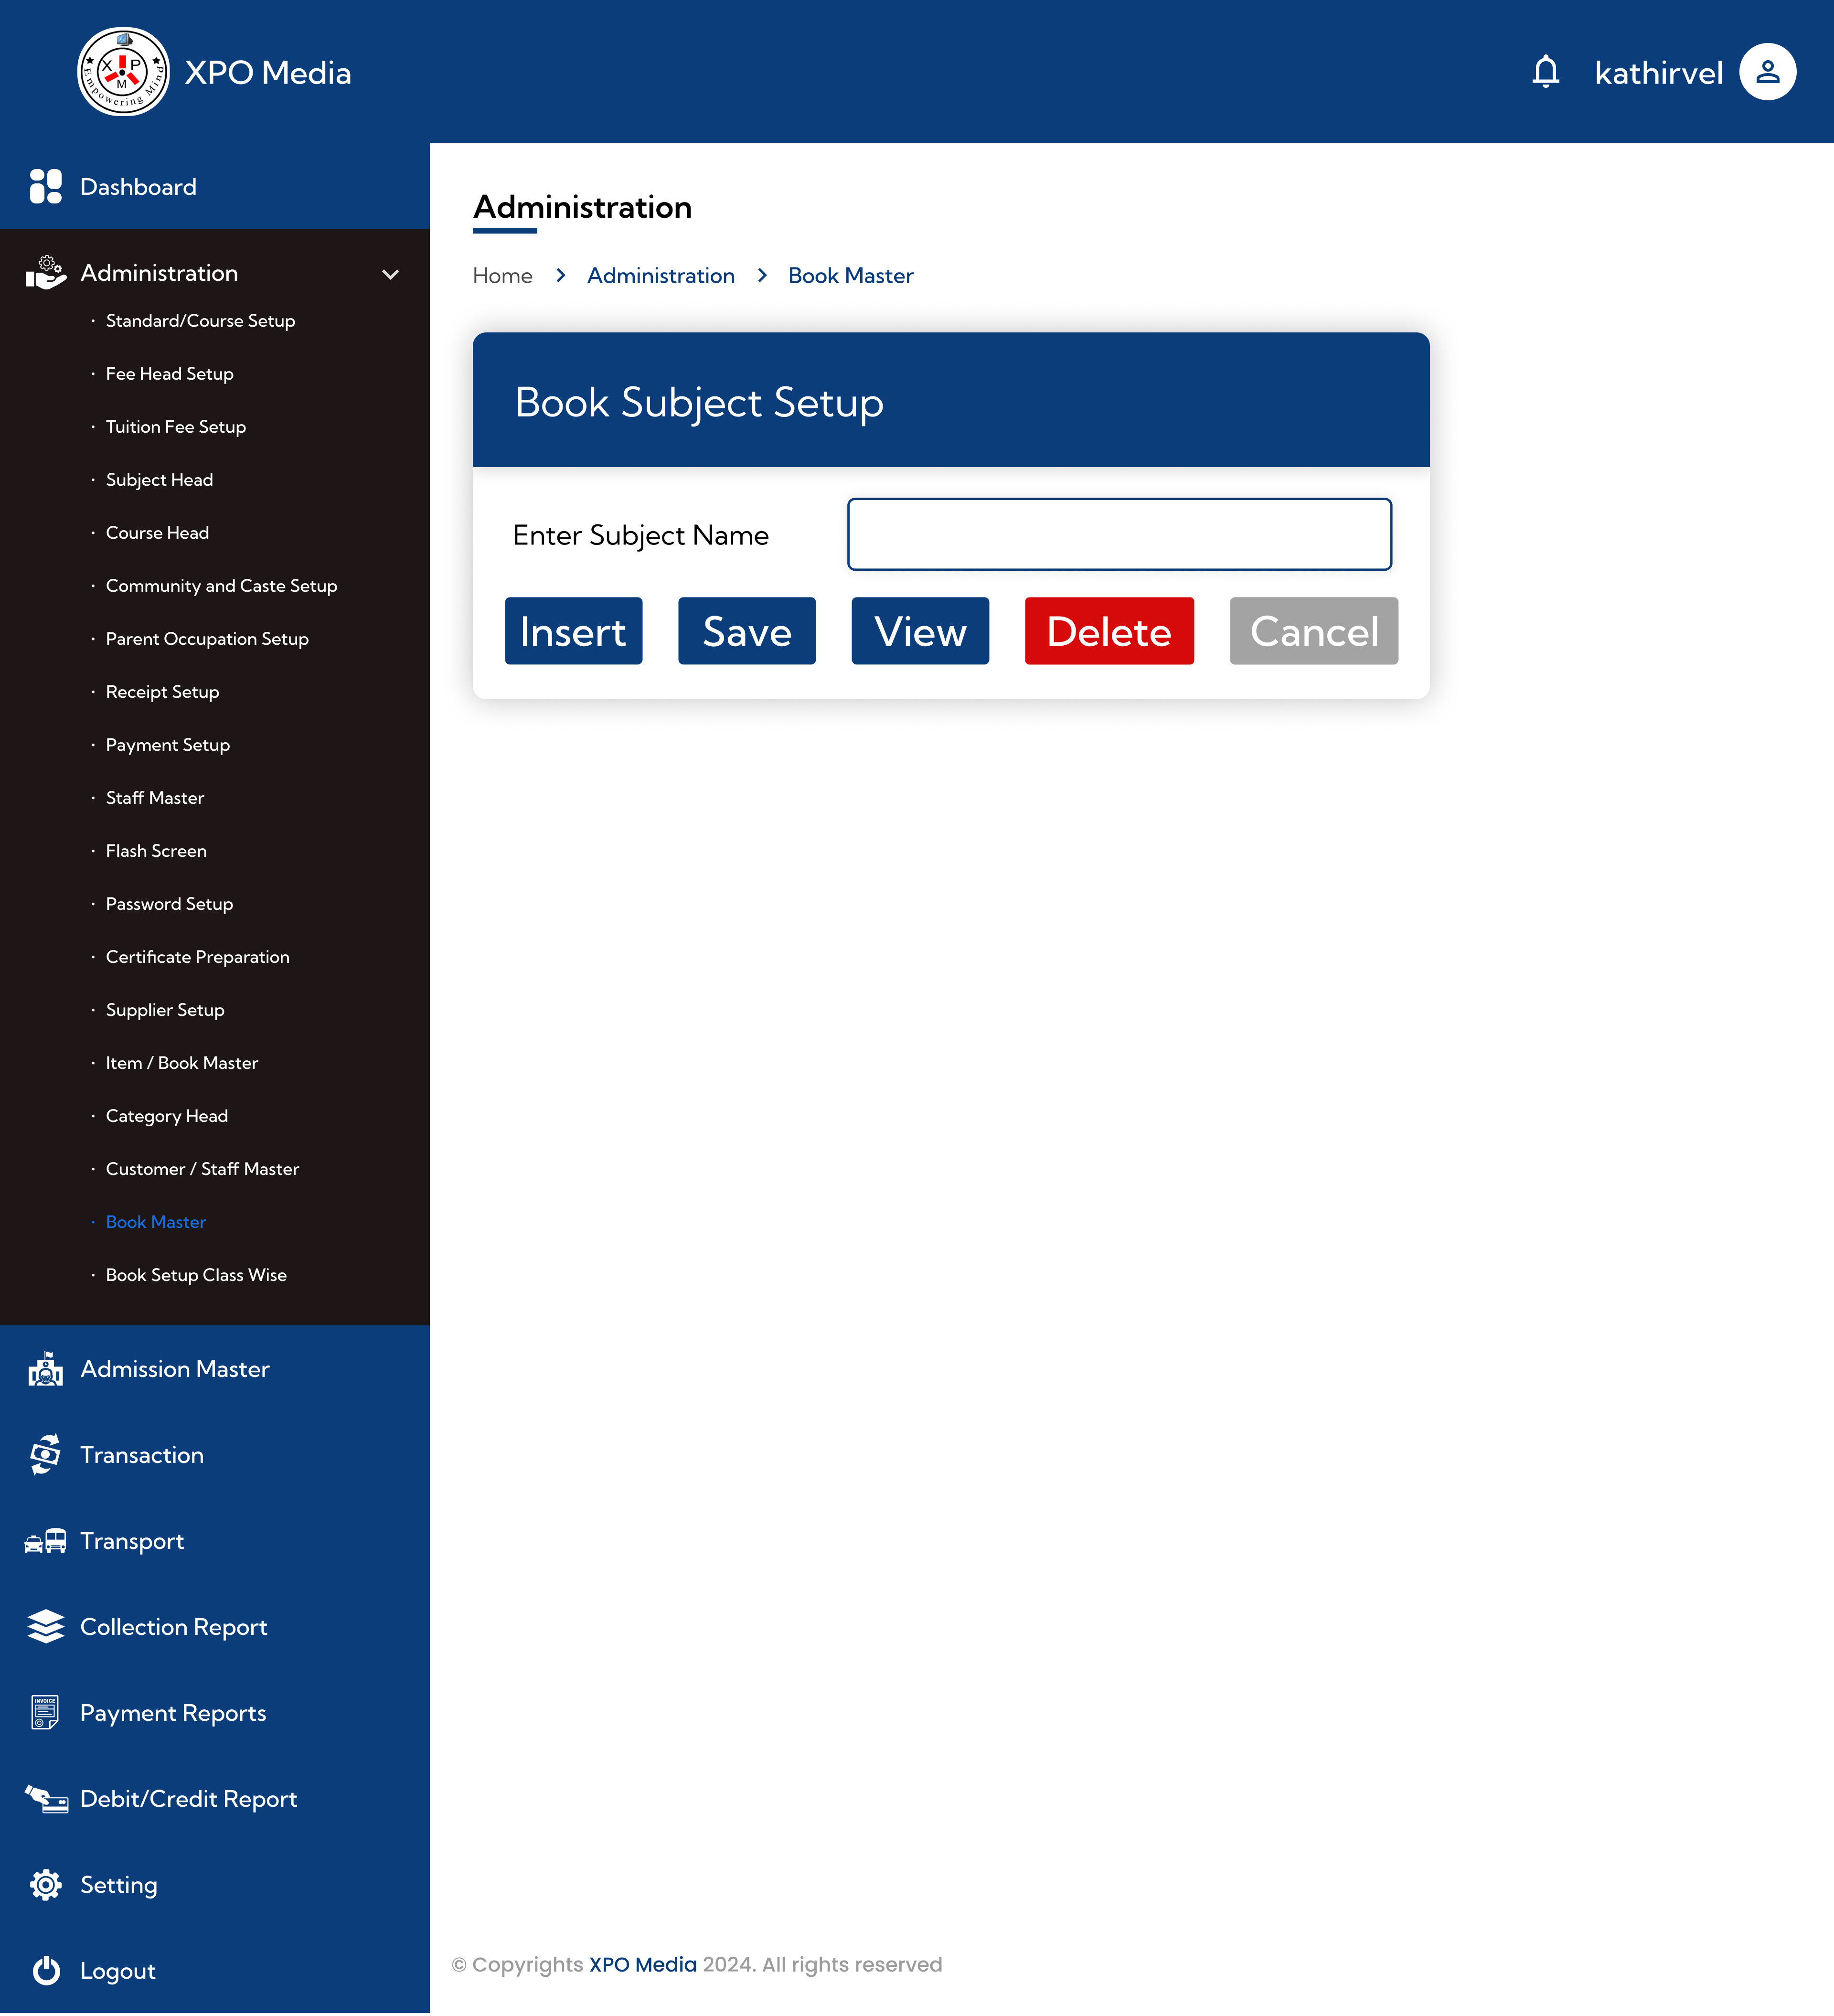 X P
M
Empowering Mind
XPO Media
kathirvel
Dashboard
Administration
· Standard/Course Setup
· Fee Head Setup
· Tuition Fee Setup
· Subject Head
· Course Head
· Community and Caste Setup
· Parent Occupation Setup
· Receipt Setup
· Payment Setup
· Staff Master
· Flash Screen
· Password Setup
· Certificate Preparation
· Supplier Setup
· Item / Book Master
· Category Head
· Customer / Staff Master
· Book Master
· Book Setup Class Wise
Admission Master
Transaction
Transport
Collection Report
INVOICE
Payment Reports
Debit/Credit Report
Setting
Logout
Administration
Home > Administration > Book Master
Book Subject Setup
Enter Subject Name
Insert Save View Delete Cancel
© Copyrights XPO Media 2024. All rights reserved